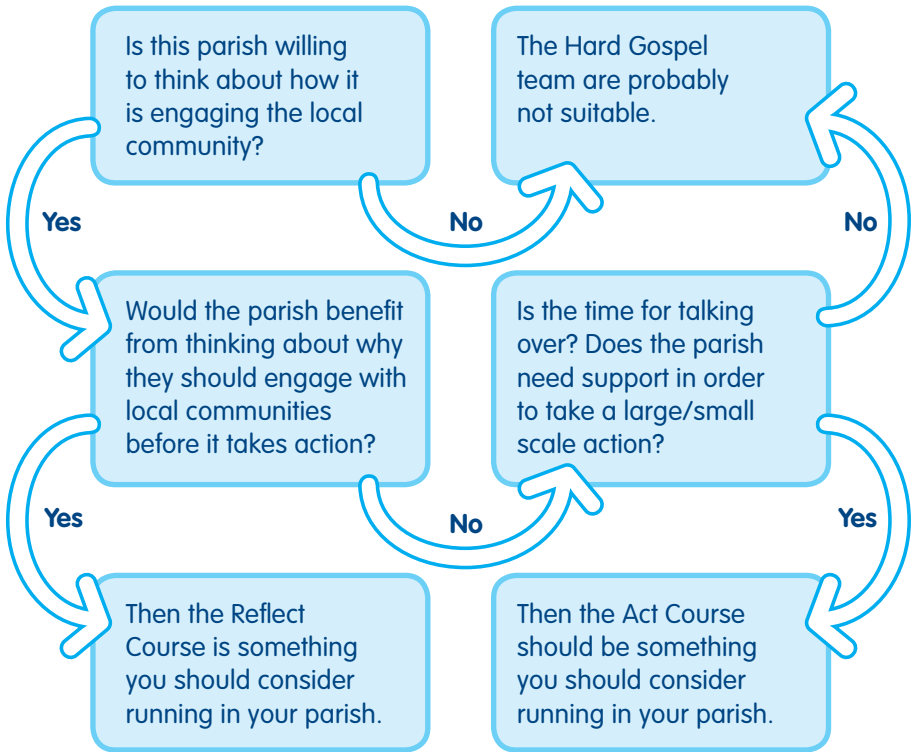 Is this parish willing
to think about how it
is engaging the local
community?
The Hard Gospel
team are probably
not suitable.
Yes
No
No
Would the parish benefit
from thinking about why
they should engage with
local communities
before it takes action?
Is the time for talking
over? Does the parish
need support in order
to take a large/small
scale action?
Yes
No
Yes
Then the Reflect
Course is something
you should consider
running in your parish.
Then the Act Course
should be something
you should consider
running in your parish.